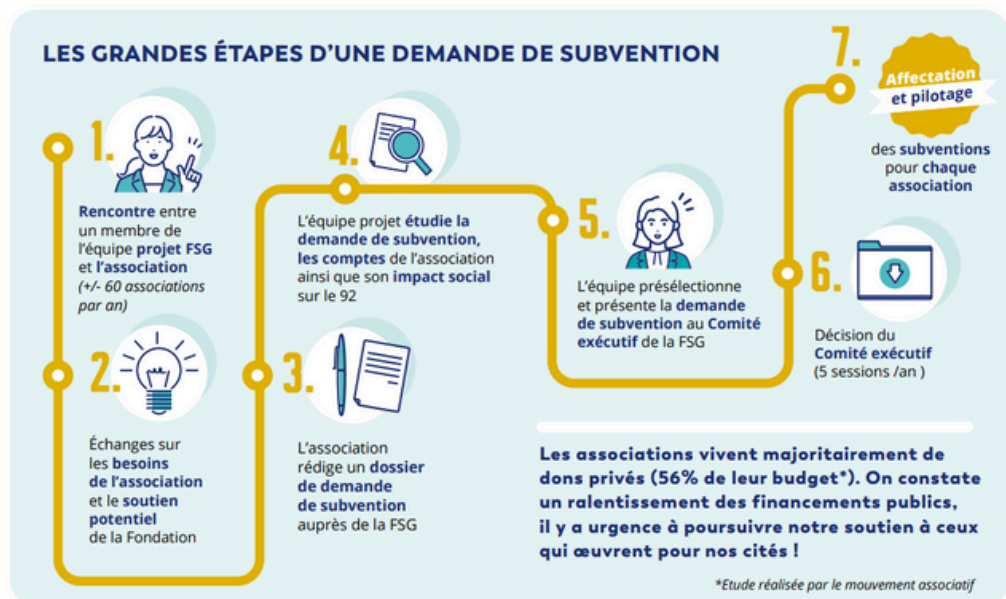 LES GRANDES ÉTAPES D'UNE DEMANDE DE SUBVENTION
1.
Rencontre entre
un membre de
l'équipe projet FSG
et l'association
(+/- 60 associations
par an)
2.
Échanges sur
les besoins
de l'association
et le soutien
potentiel
de la Fondation
3.
L'association
rédige un dossier
de demande
de subvention
auprès de la FSG
4.
L'équipe projet étudie la
demande de subvention,
les comptes de l'association
ainsi que son impact social
sur le 92
5.
L'équipe présélectionne
et présente la demande
de subvention au Comité
exécutif de la FSG
6.
Décision du
Comité exécutif
(5 sessions /an )
7.
Affectation
et pilotage
des subventions
pour chaque
association
Les associations vivent majoritairement de
dons privés (56% de leur budget*). On constate
un ralentissement des financements publics,
il y a urgence à poursuivre notre soutien à ceux
qui œuvrent pour nos cités !
*Etude réalisée par le mouvement associatif